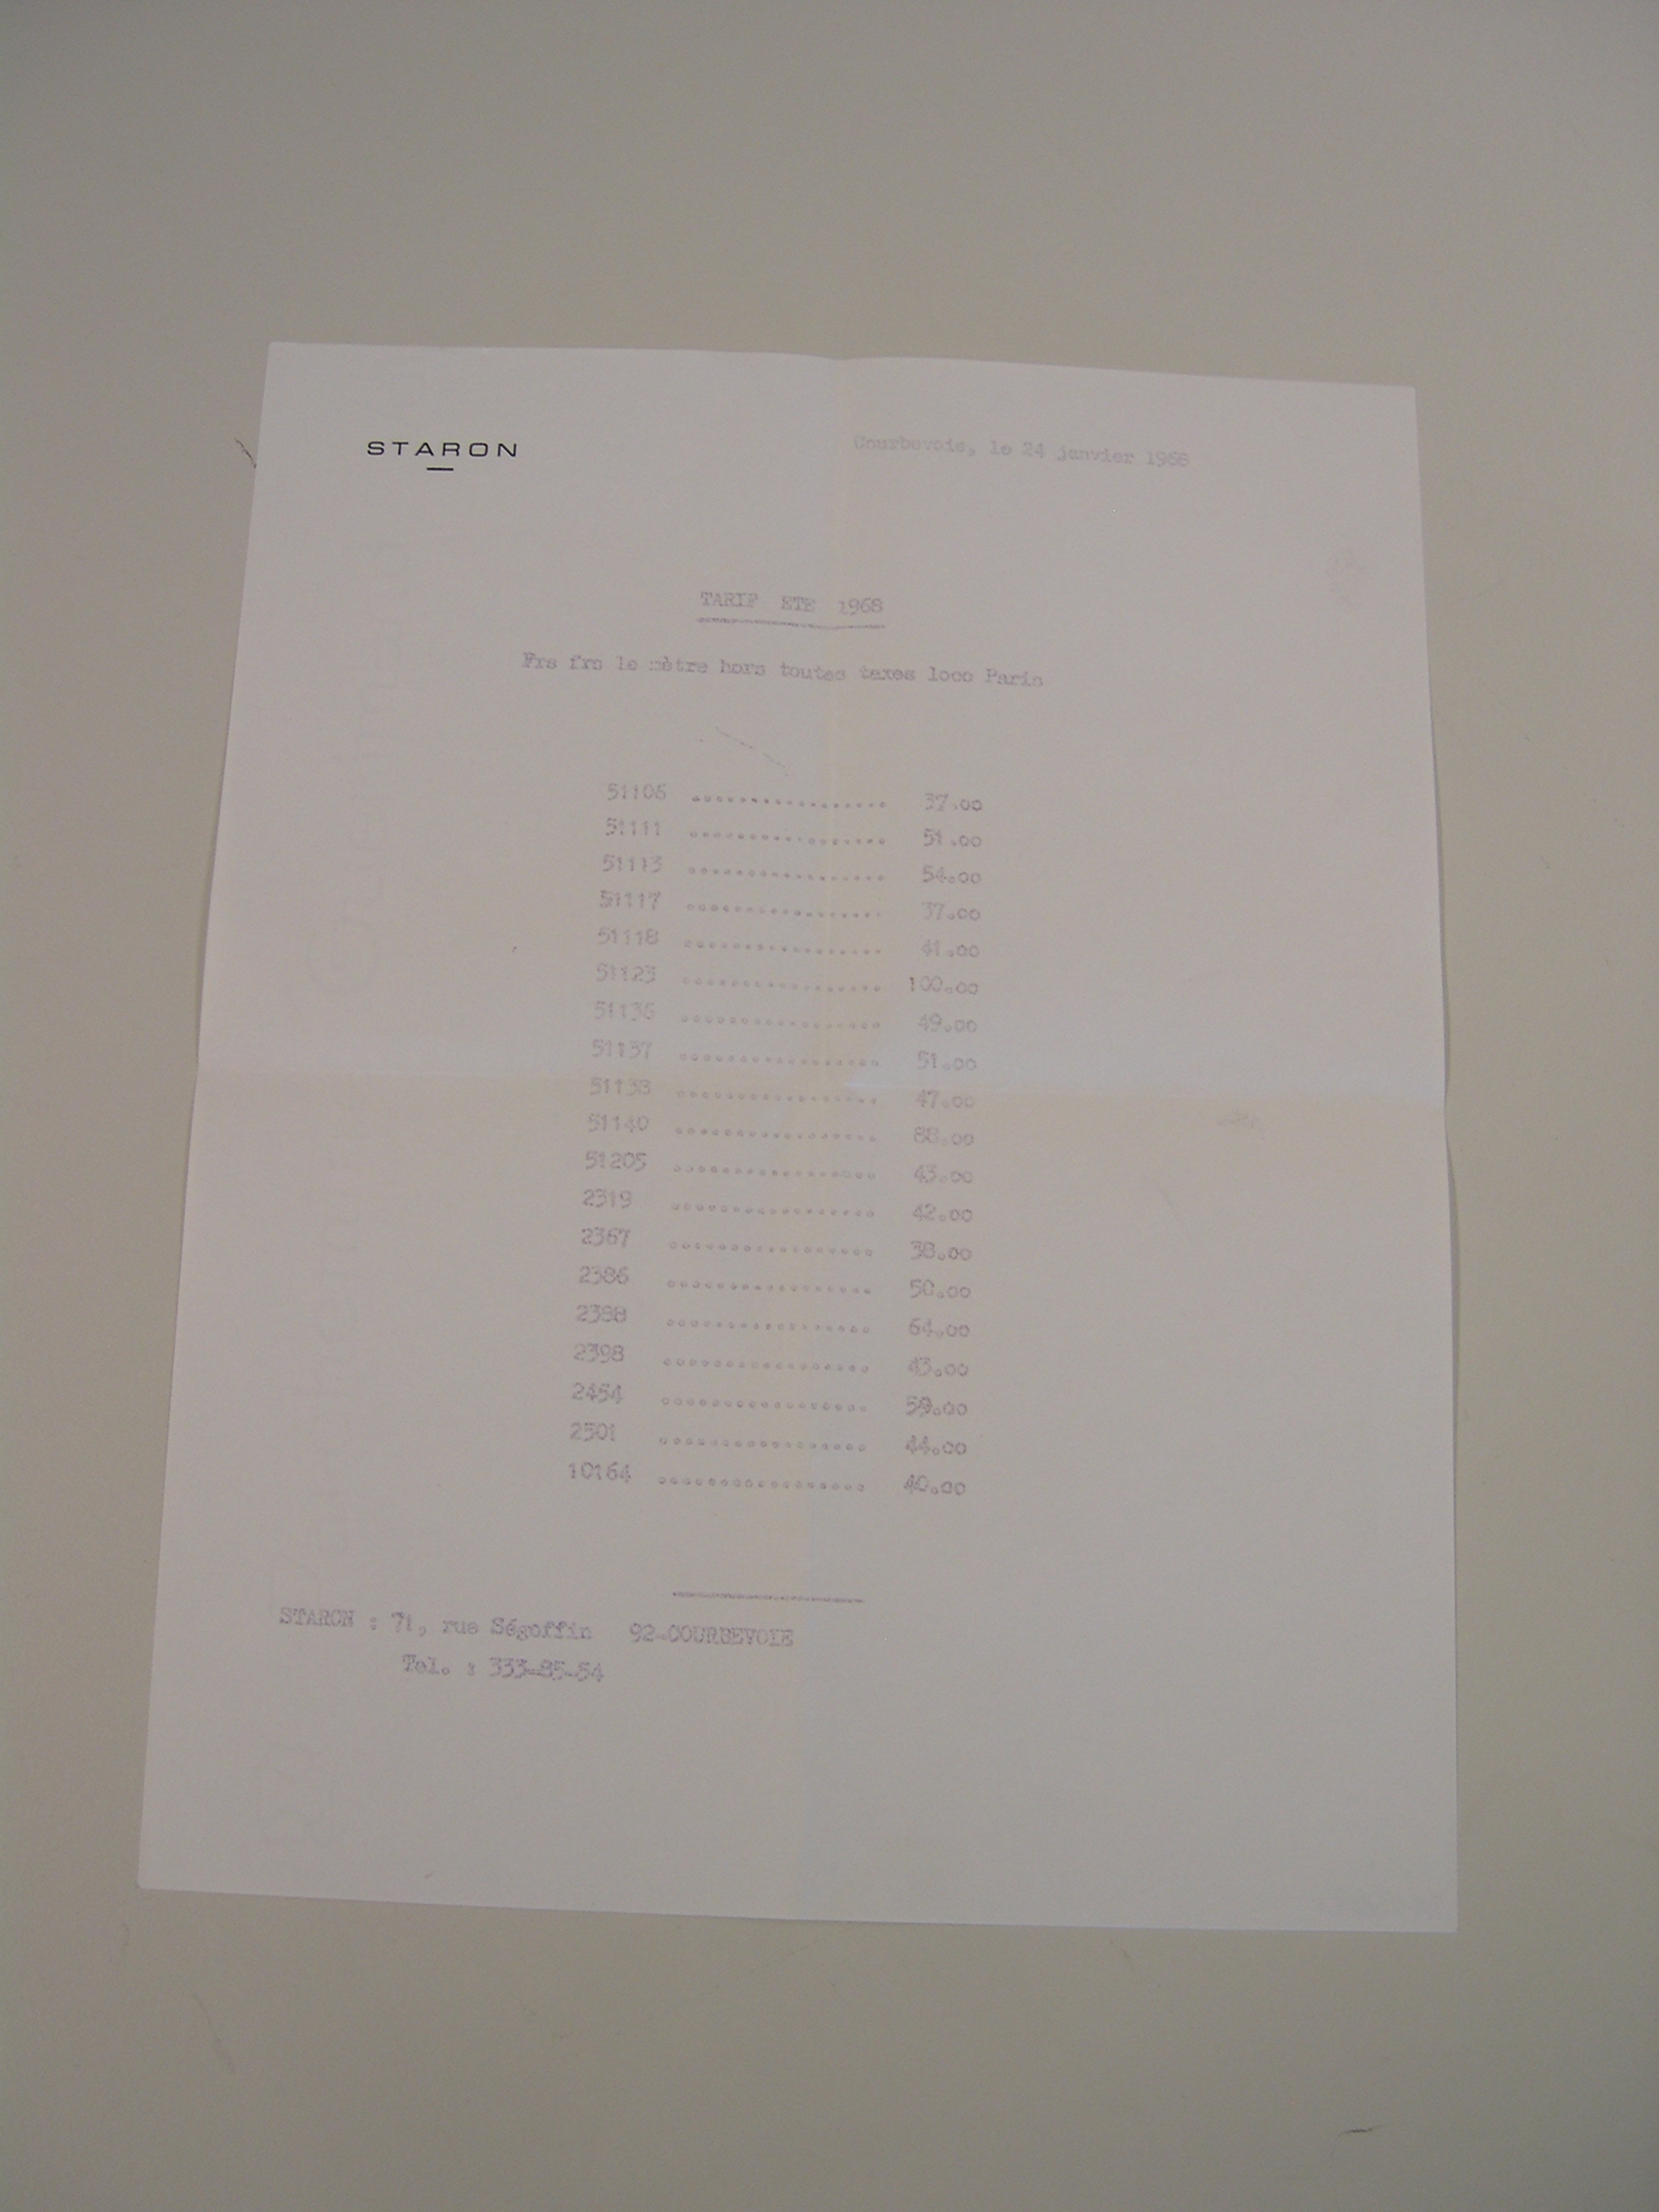 STARON
Courbevoie, le 24 janvier 1968
TARIF ETE 1968
Frs frs le mètre hors toutes taxes loco Paris
51106 .................. 37.00
51111 .................. 51.00
51113 .................. 54.00
51117 .................. 37.00
51118 .................. 41.00
51123 .................. 100.00
51136 .................. 49.00
51137 .................. 51.00
51138 .................. 47.00
51140 .................. 88.00
51205 .................. 43.00
2319 .................. 42.00
2367 .................. 38.00
2386 .................. 50.00
2388 .................. 64.00
2398 .................. 43.00
2454 .................. 59.00
2501 .................. 44.00
10164 .................. 40.00
STARON : 71, rue Ségoffin 92-COURBEVOIE
Tel. : 333-85-54